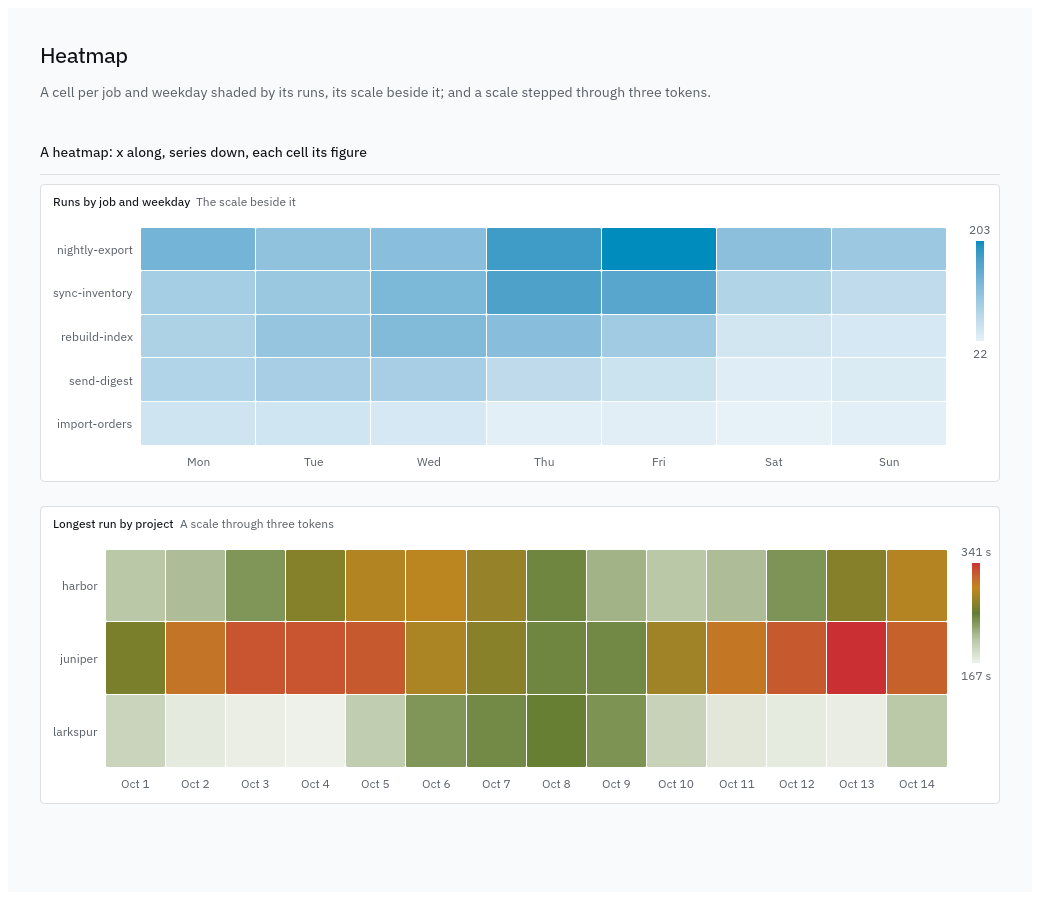 Heatmap
A cell per job and weekday shaded by its runs, its scale beside it; and a scale stepped through three tokens.
A heatmap: x along, series down, each cell its figure
Runs by job and weekday The scale beside it
203
nightly-export
sync-inventory
rebuild-index
22
send-digest
import-orders
Mon Tue Wed Thu Fri Sat Sun
Longest run by project A scale through three tokens
341 s
harbor
juniper
167 s
larkspur
Oct 1 Oct 2 Oct 3 Oct 4 Oct 5 Oct 6 Oct 7 Oct 8 Oct 9 Oct 10 Oct 11 Oct 12 Oct 13 Oct 14